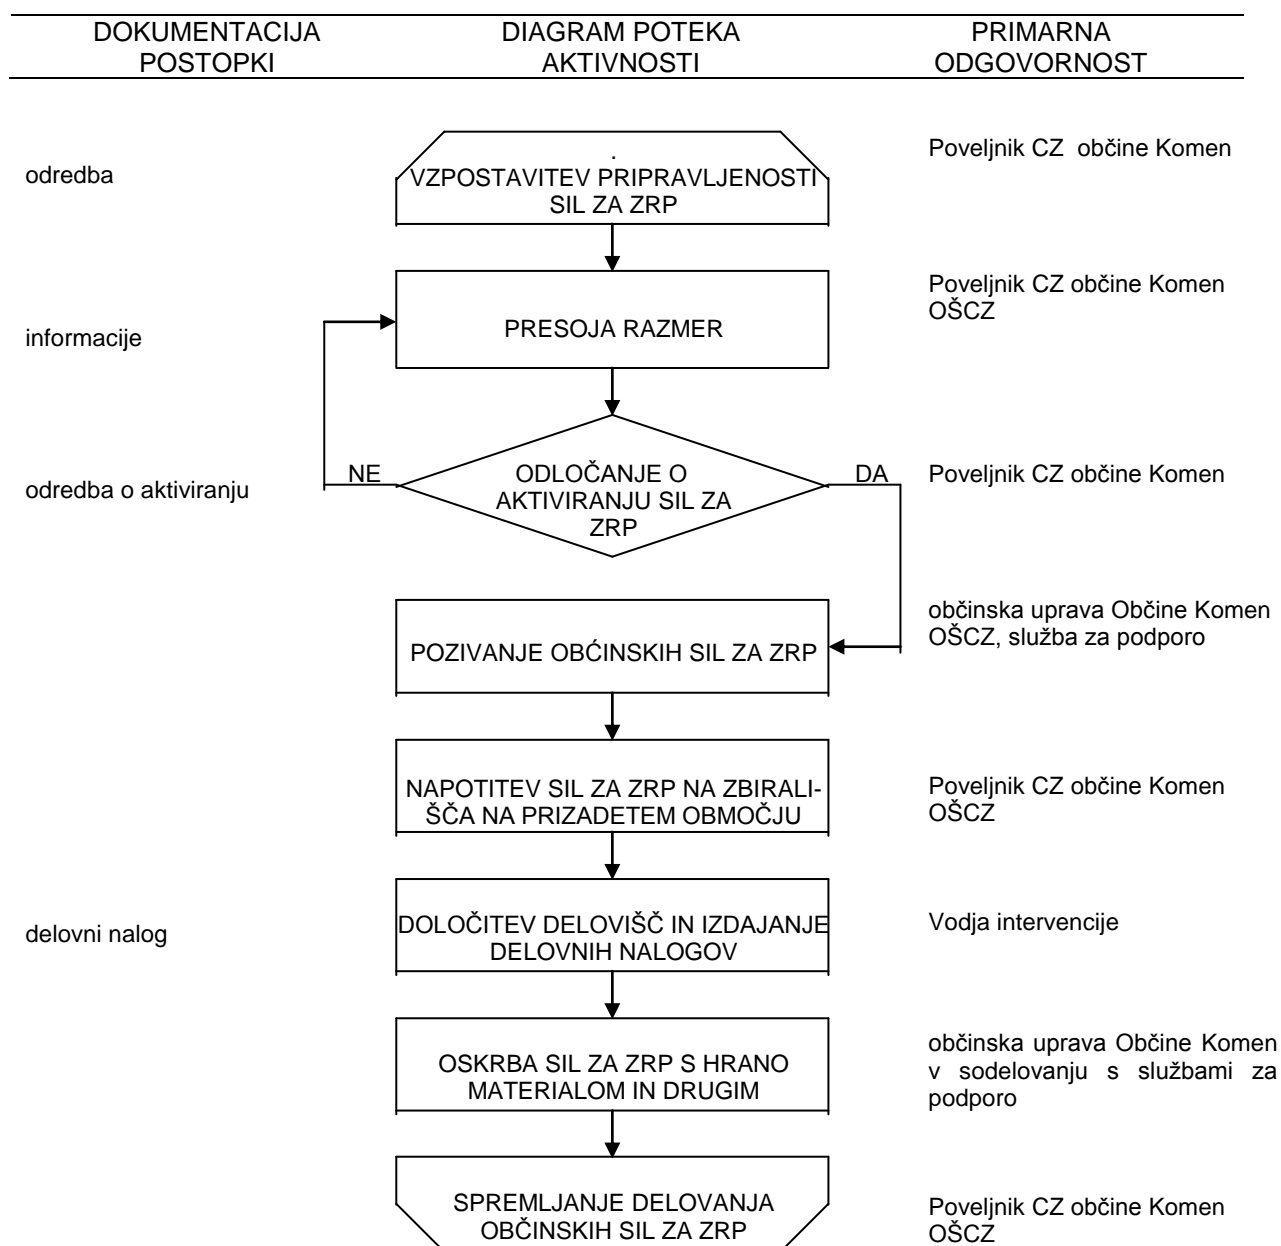 DOKUMENTACIJA
POSTOPKI
DIAGRAM POTEKA
AKTIVNOSTI
PRIMARNA
ODGOVORNOST
odredba
.
VZPOSTAVITEV PRIPRAVLJENOSTI
SIL ZA ZRP
Poveljnik CZ občine Komen
informacije
PRESOJA RAZMER
Poveljnik CZ občine Komen
OŠCZ
odredba o aktiviranju
NE
ODLOČANJE O
AKTIVIRANJU SIL ZA
ZRP
DA
Poveljnik CZ občine Komen
POZIVANJE OBĆINSKIH SIL ZA ZRP
občinska uprava Občine Komen
OŠCZ, služba za podporo
NAPOTITEV SIL ZA ZRP NA ZBIRALI-
ŠČA NA PRIZADETEM OBMOČJU
Poveljnik CZ občine Komen
OŠCZ
delovni nalog
DOLOČITEV DELOVIŠČ IN IZDAJANJE
DELOVNIH NALOGOV
Vodja intervencije
OSKRBA SIL ZA ZRP S HRANO
MATERIALOM IN DRUGIM
občinska uprava Občine Komen
v sodelovanju s službami za
podporo
SPREMLJANJE DELOVANJA
OBČINSKIH SIL ZA ZRP
Poveljnik CZ občine Komen
OŠCZ